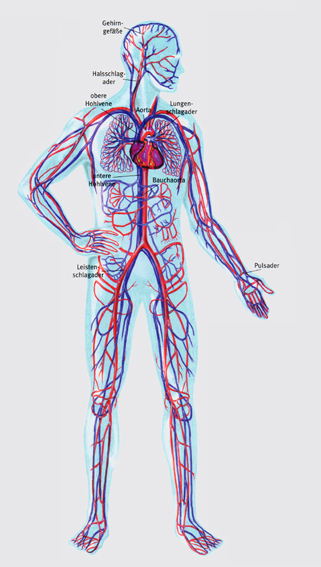 Gehirn-
gefäße
Halsschlag-
ader
obere
Hohlvene
Aorta
Lungen-
schlagader
untere
Hohlvene
Bauchaorta
Leisten-
schlagader
Pulsader